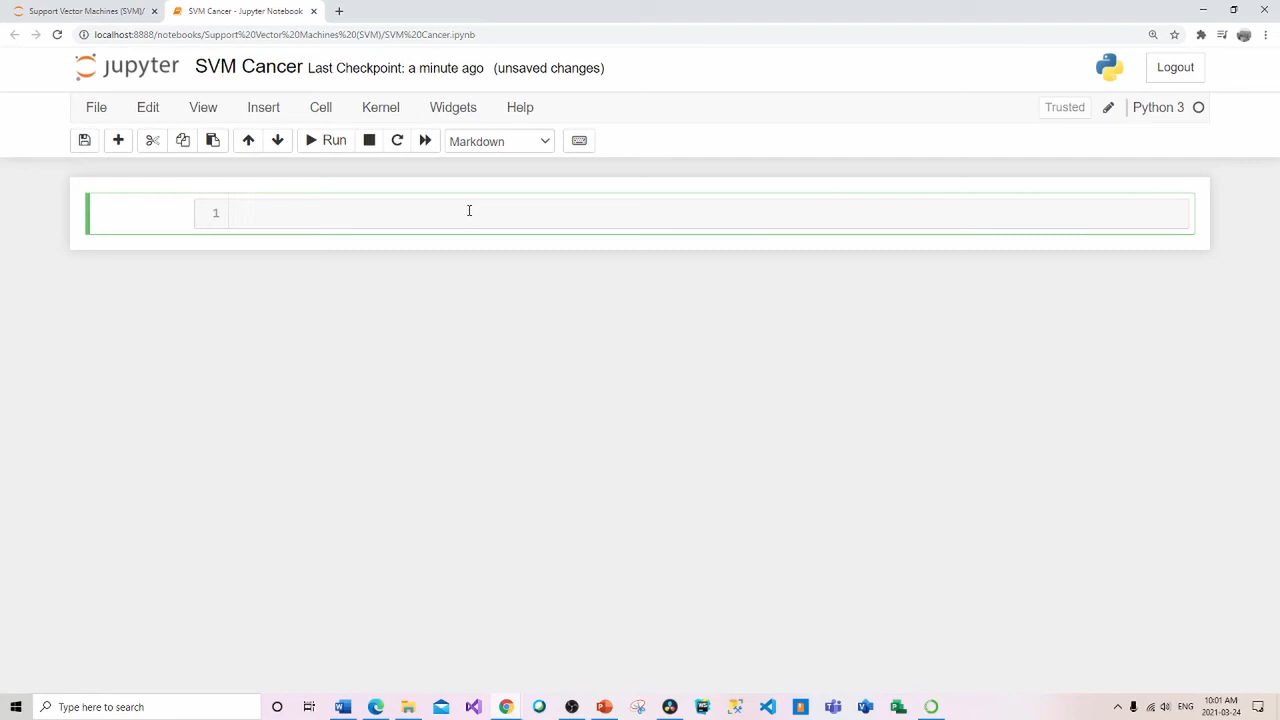 Support Vector Machines (SVM)/
SVM Cancer - Jupyter Notebook
localhost:8888/notebooks/Support%20Vector%20Machines%20(SVM)/SVM%20Cancer.ipynb
jupyter SVM Cancer Last Checkpoint: a minute ago (unsaved changes)
Logout
File Edit View Insert Cell Kernel Widgets Help
Trusted Python 3
Run Markdown
1
Type here to search
ENG
10:01 AM
2021-03-24